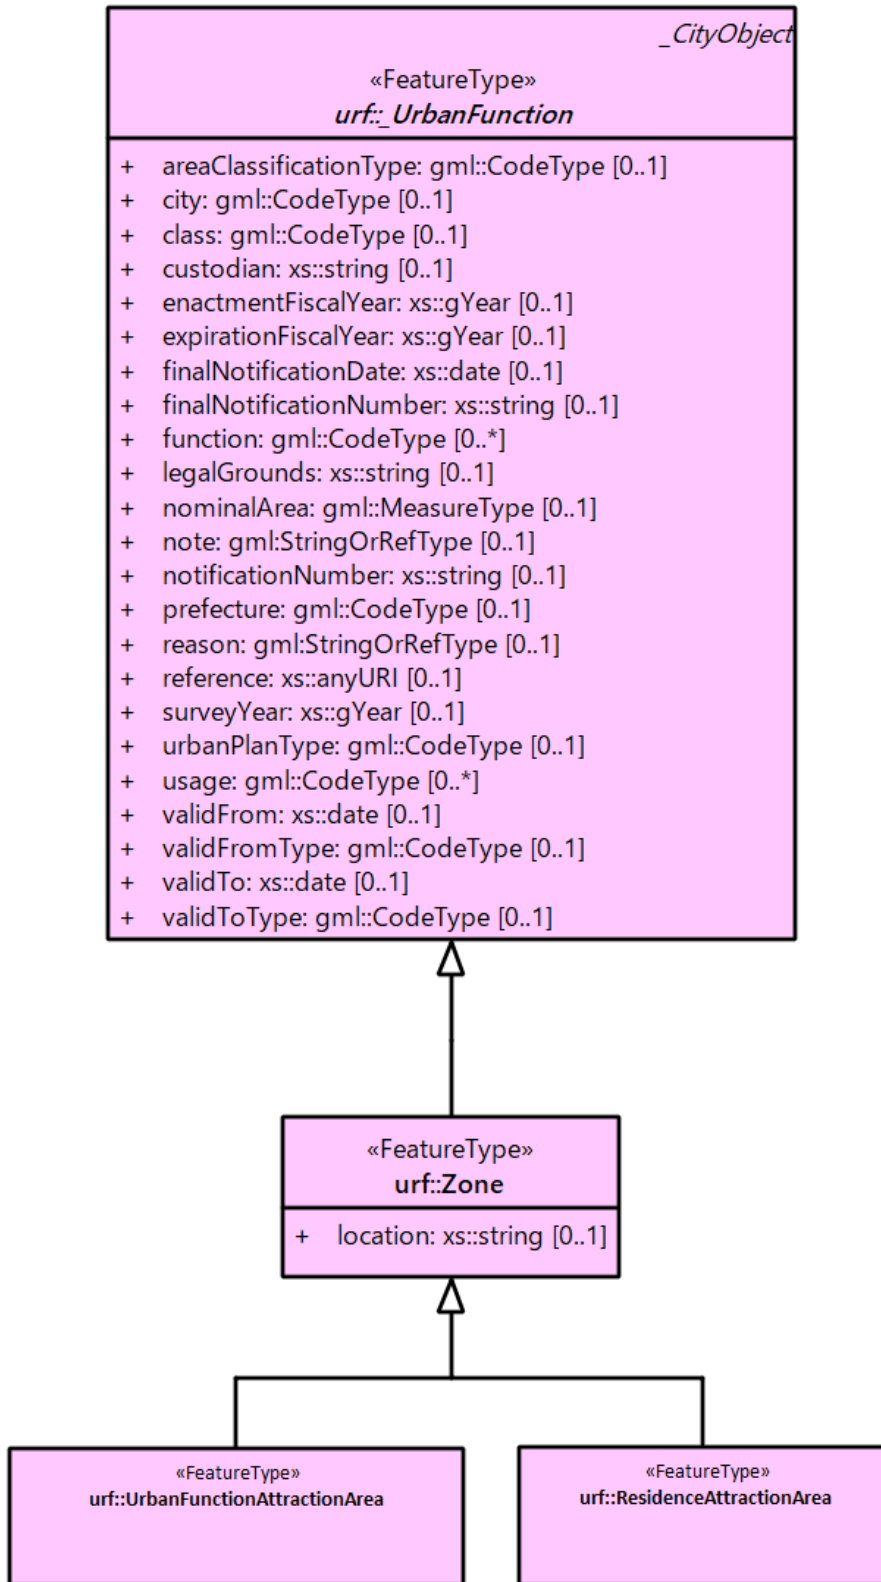 _CityObject
«FeatureType»
urf::_UrbanFunction
+ areaClassificationType: gml::CodeType [0..1]
+ city: gml::CodeType [0..1]
+ class: gml::CodeType [0..1]
+ custodian: xs::string [0..1]
+ enactmentFiscalYear: xs::gYear [0..1]
+ expirationFiscalYear: xs::gYear [0..1]
+ finalNotificationDate: xs::date [0..1]
+ finalNotificationNumber: xs::string [0..1]
+ function: gml::CodeType [0..*]
+ legalGrounds: xs::string [0..1]
+ nominalArea: gml::MeasureType [0..1]
+ note: gml:StringOrRefType [0..1]
+ notificationNumber: xs::string [0..1]
+ prefecture: gml::CodeType [0..1]
+ reason: gml:StringOrRefType [0..1]
+ reference: xs::anyURI [0..1]
+ surveyYear: xs::gYear [0..1]
+ urbanPlanType: gml::CodeType [0..1]
+ usage: gml::CodeType [0..*]
+ validFrom: xs::date [0..1]
+ validFromType: gml::CodeType [0..1]
+ validTo: xs::date [0..1]
+ validToType: gml::CodeType [0..1]
«FeatureType»
urf::Zone
+ location: xs::string [0..1]
«FeatureType»
urf::UrbanFunctionAttractionArea
«FeatureType»
urf::ResidenceAttractionArea